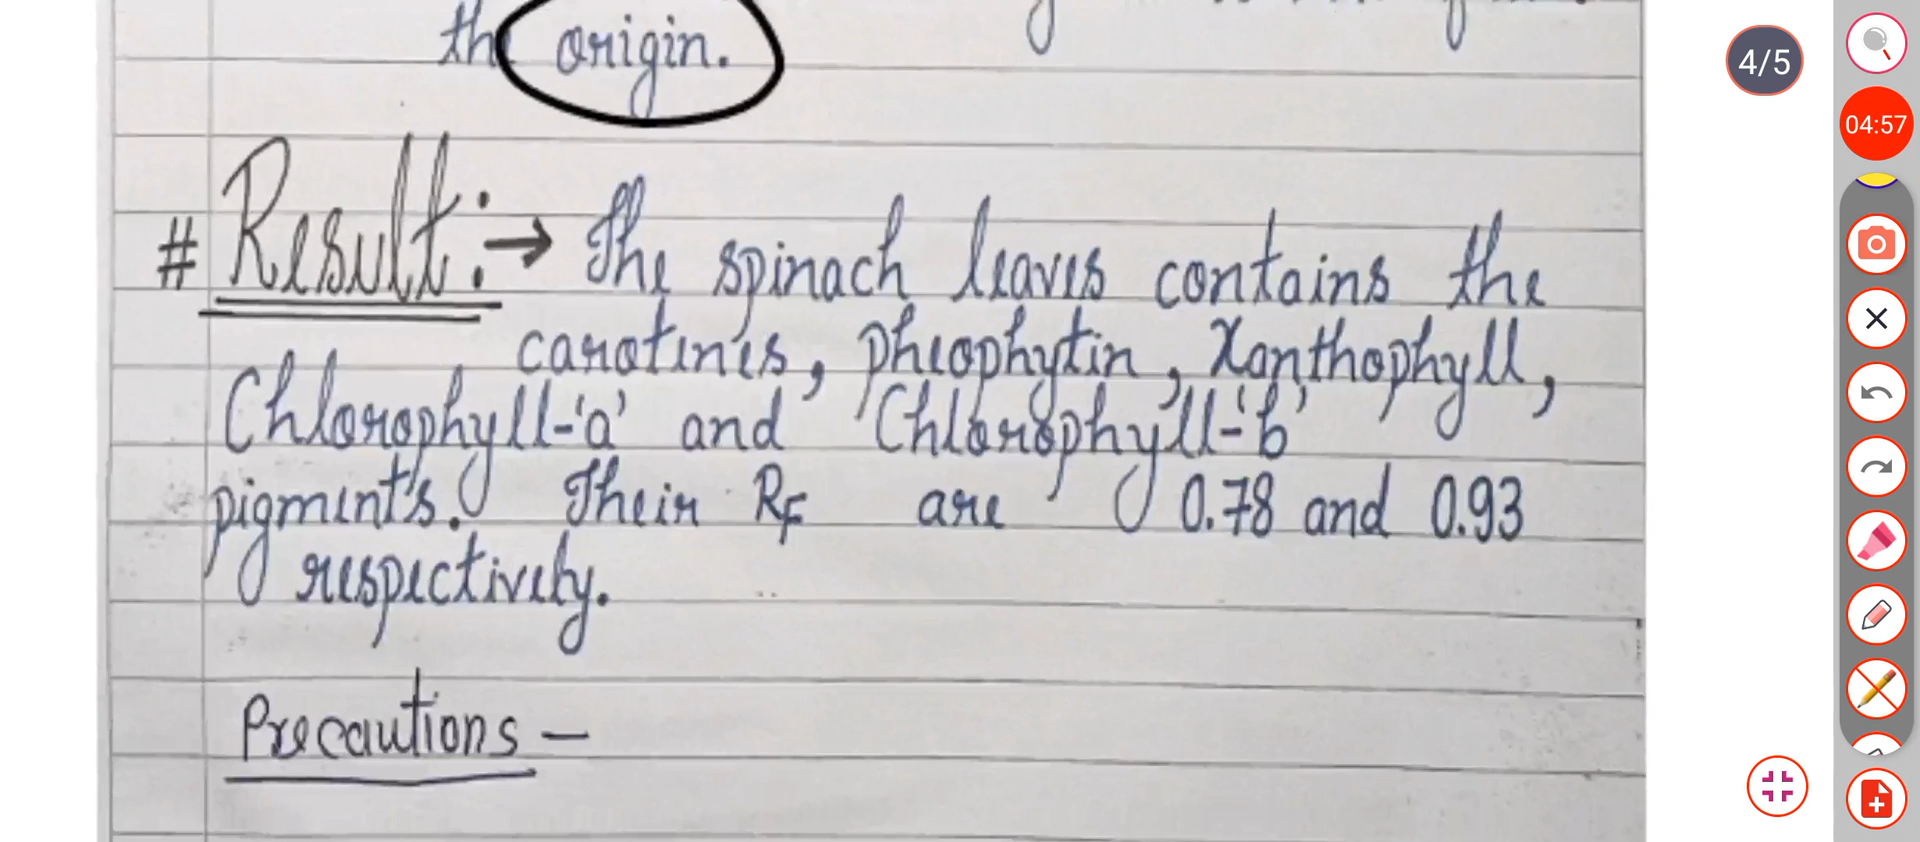 the origin.
4/5
04:57
# Result :→ The spinach leaves contains the
carotines, pheophytin, Xanthophyll,
Chlorophyll-'a' and Chlorophyll-'b'
pigments. Their RF are 0.78 and 0.93
respectively.
Precautions –